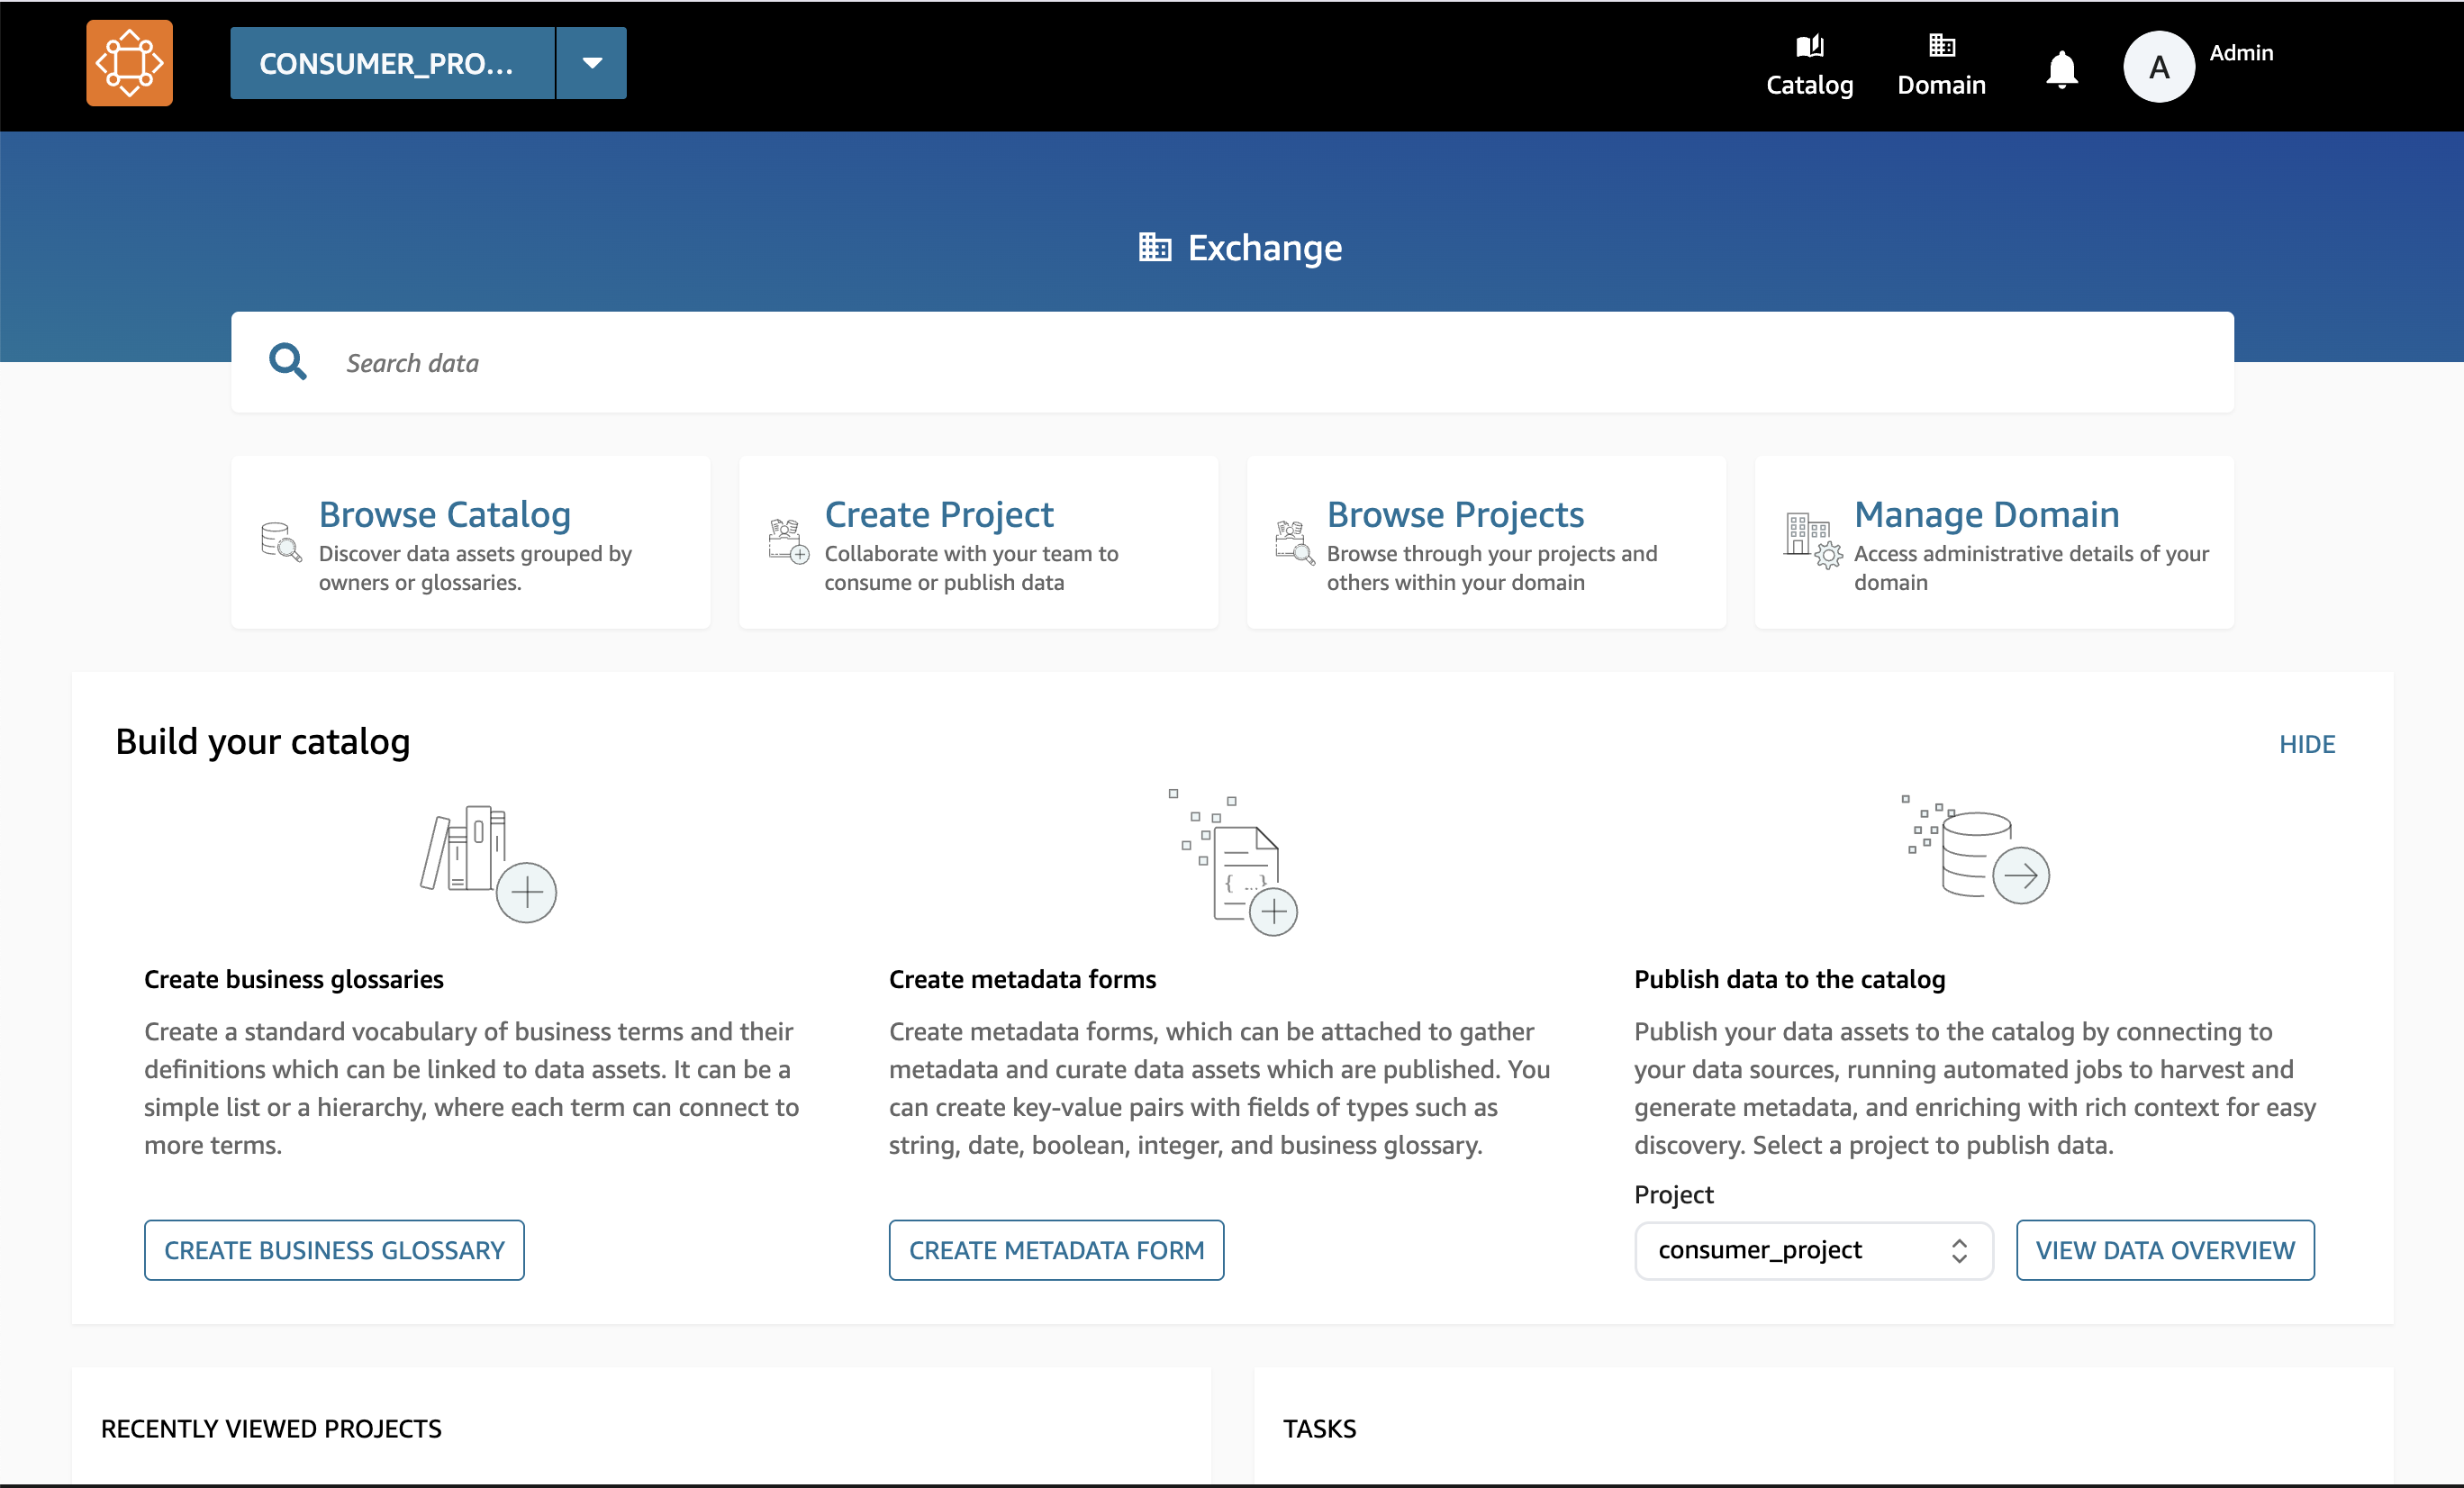 CONSUMER_PRO...
Catalog
Domain
A
Admin
Exchange
Search data
Browse Catalog
Discover data assets grouped by
owners or glossaries.
Create Project
Collaborate with your team to
consume or publish data
Browse Projects
Browse through your projects and
others within your domain
Manage Domain
Access administrative details of your
domain
Build your catalog
HIDE
{ ...}
Create business glossaries
Create a standard vocabulary of business terms and their
definitions which can be linked to data assets. It can be a
simple list or a hierarchy, where each term can connect to
more terms.
CREATE BUSINESS GLOSSARY
Create metadata forms
Create metadata forms, which can be attached to gather
metadata and curate data assets which are published. You
can create key-value pairs with fields of types such as
string, date, boolean, integer, and business glossary.
CREATE METADATA FORM
Publish data to the catalog
Publish your data assets to the catalog by connecting to
your data sources, running automated jobs to harvest and
generate metadata, and enriching with rich context for easy
discovery. Select a project to publish data.
Project
consumer_project
VIEW DATA OVERVIEW
RECENTLY VIEWED PROJECTS
TASKS